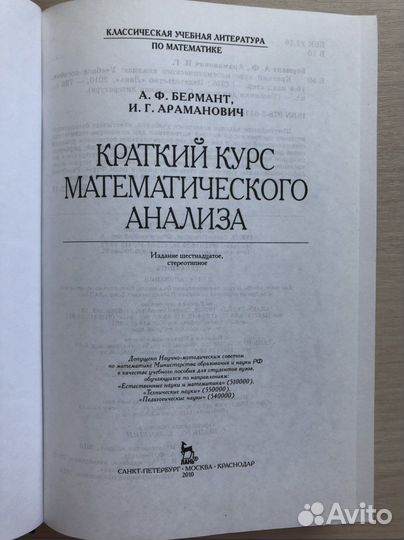 КЛАССИЧЕСКАЯ УЧЕБНАЯ ЛИТЕРАТУРА
ПО МАТЕМАТИКЕ
А. Ф. БЕРМАНТ,
И. Г. АРАМАНОВИЧ
КРАТКИЙ КУРС
МАТЕМАТИЧЕСКОГО
АНАЛИЗА
Издание шестнадцатое,
стереотипное
Допущено Научно-методическим советом
по математике Министерства образования и науки РФ
в качестве учебного пособия для студентов вузов,
обучающихся по направлениям:
«Естественные науки и математика» (510000),
«Технические науки» (550000),
«Педагогические науки» (540000).
ЛАНЬ
САНКТ-ПЕТЕРБУРГ • МОСКВА • КРАСНОДАР
2010
Avito